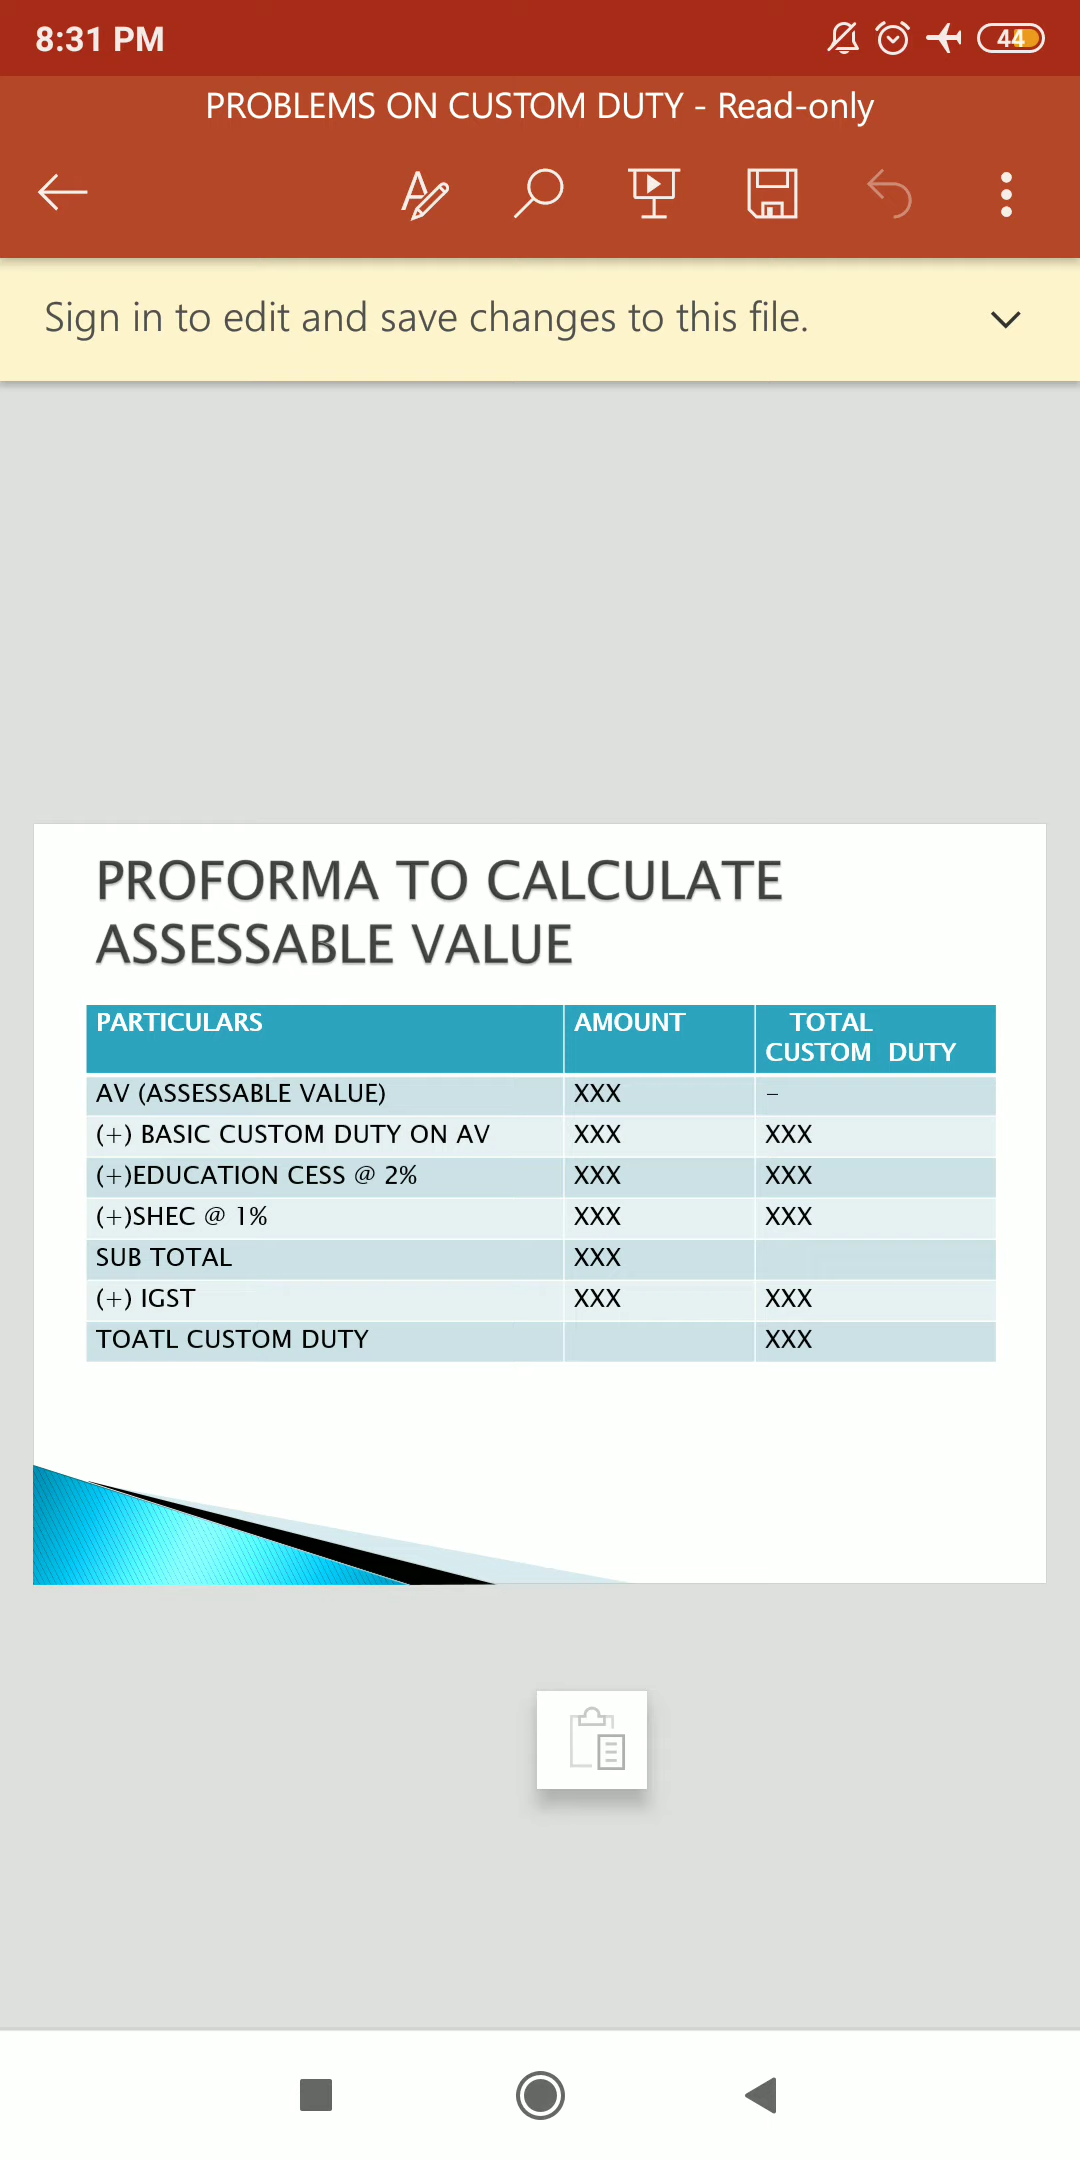 8:31 PM
44
PROBLEMS ON CUSTOM DUTY - Read-only
Sign in to edit and save changes to this file.
PROFORMA TO CALCULATE
ASSESSABLE VALUE
PARTICULARS AMOUNT TOTAL
CUSTOM DUTY
AV (ASSESSABLE VALUE) XXX –
(+) BASIC CUSTOM DUTY ON AV XXX XXX
(+)EDUCATION CESS @ 2% XXX XXX
(+)SHEC @ 1% XXX XXX
SUB TOTAL XXX
(+) IGST XXX XXX
TOATL CUSTOM DUTY XXX